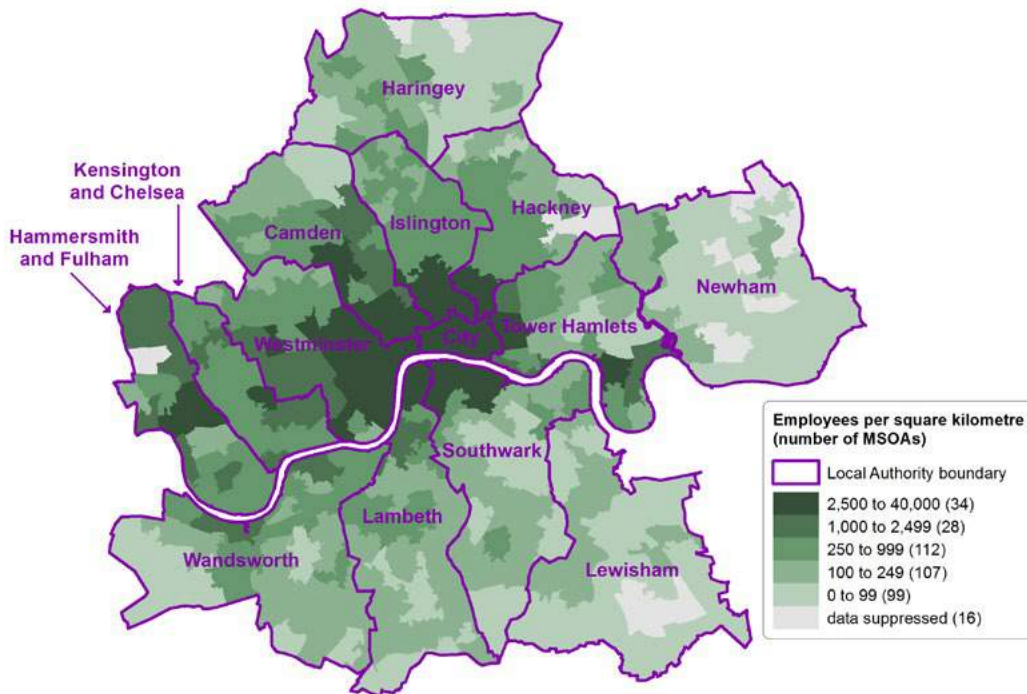 Haringey
Kensington
and Chelsea
Hammersmith
and Fulham
Camden
Islington
Hackney
Newham
Westminster
City
Tower Hamlets
Southwark
Lambeth
Wandsworth
Lewisham
Employees per square kilometre
(number of MSOAs)
Local Authority boundary
2,500 to 40,000 (34)
1,000 to 2,499 (28)
250 to 999 (112)
100 to 249 (107)
0 to 99 (99)
data suppressed (16)